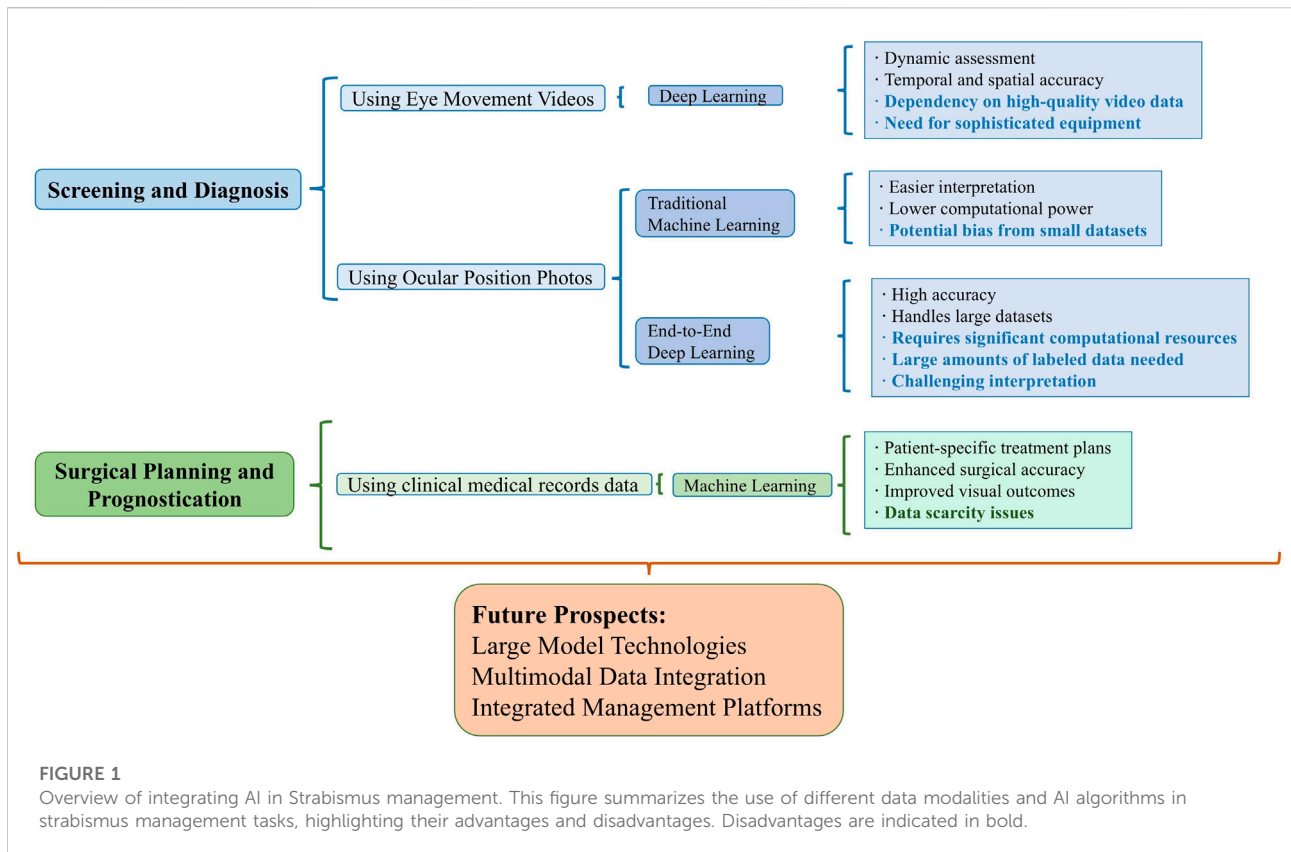 Using Eye Movement Videos
Deep Learning
· Dynamic assessment
· Temporal and spatial accuracy
· Dependency on high-quality video data
· Need for sophisticated equipment
Screening and Diagnosis
Traditional
Machine Learning
· Easier interpretation
· Lower computational power
· Potential bias from small datasets
Using Ocular Position Photos
End-to-End
Deep Learning
· High accuracy
· Handles large datasets
· Requires significant computational resources
· Large amounts of labeled data needed
· Challenging interpretation
Surgical Planning and
Prognostication
Using clinical medical records data
Machine Learning
· Patient-specific treatment plans
· Enhanced surgical accuracy
· Improved visual outcomes
· Data scarcity issues
Future Prospects:
Large Model Technologies
Multimodal Data Integration
Integrated Management Platforms
FIGURE 1
Overview of integrating AI in Strabismus management. This figure summarizes the use of different data modalities and AI algorithms in
strabismus management tasks, highlighting their advantages and disadvantages. Disadvantages are indicated in bold.